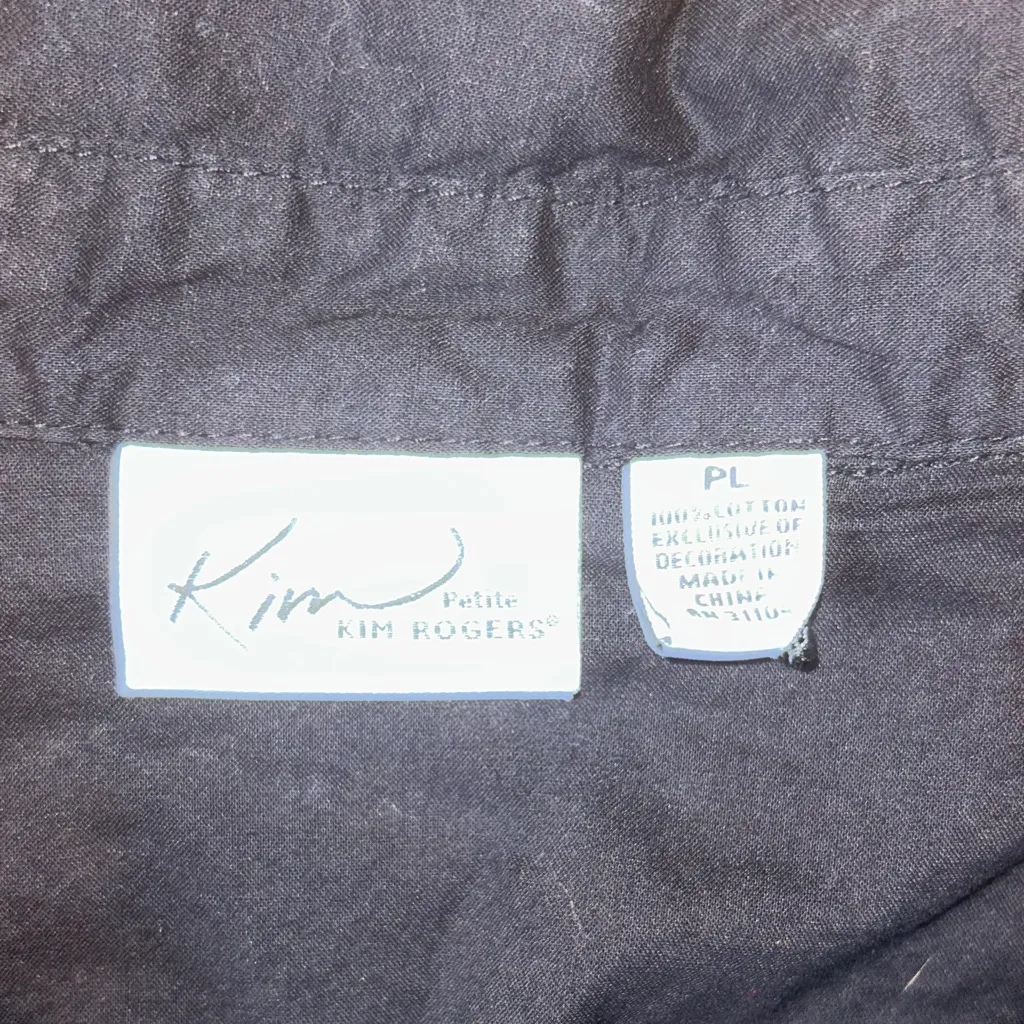 Kim
Petite
KIM ROGERS®
PL
100% COTTON
EXCLUSIVE OF
DECORATION
MADE IN
CHINA